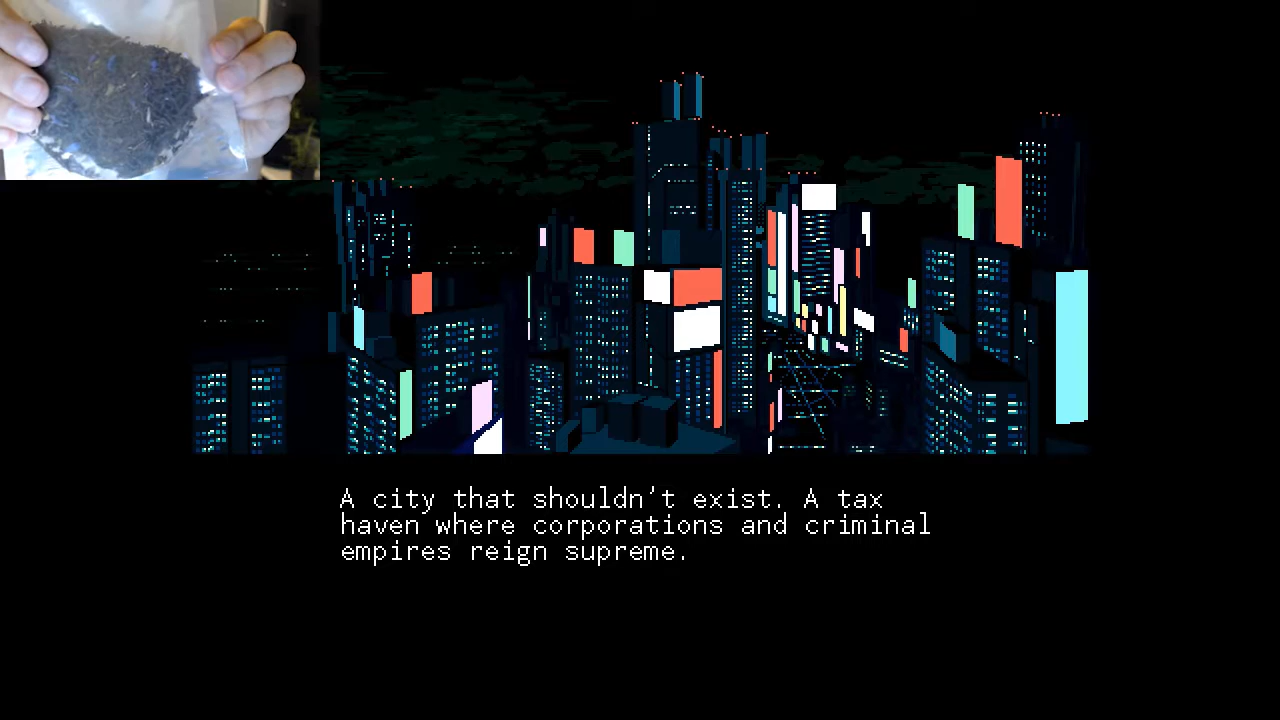 A city that shouldn't exist. A tax
haven where corporations and criminal
empires reign supreme.